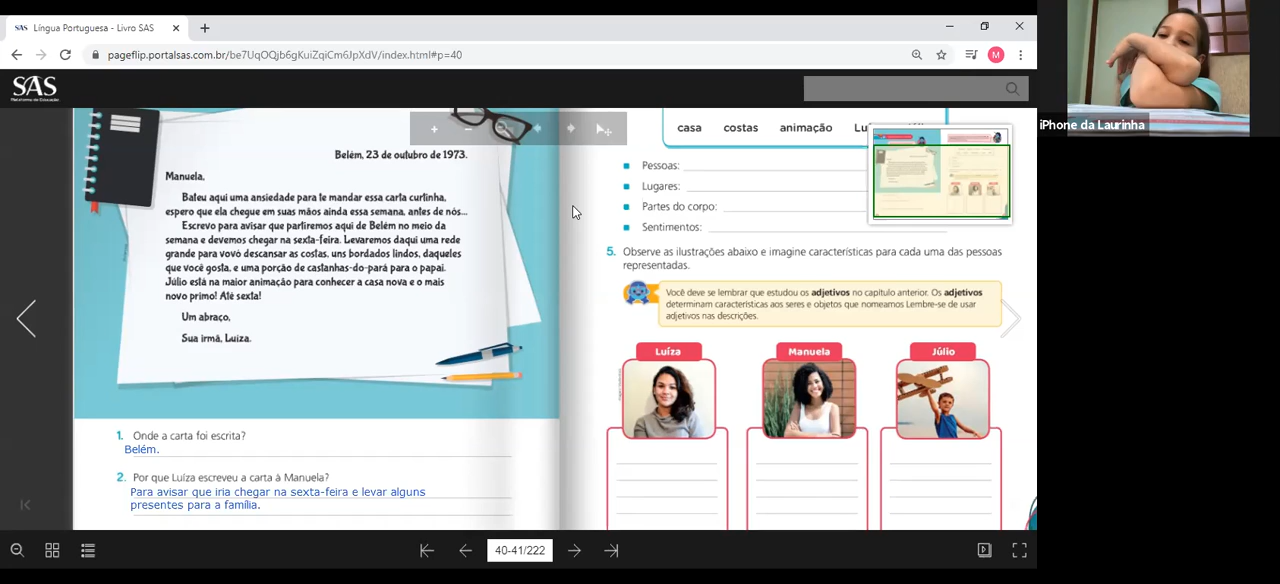 Língua Portuguesa - Livro SAS
pageflip.portalsas.com.br/be7UqOQjb6gKuiZqiCm6JpXdV/index.html#p=40
M
SAS
Plataforma de Educação
iPhone da Laurinha
Belém, 23 de outubro de 1973.
Manuela,
Bateu aqui uma ansiedade para te mandar essa carta curtinha,
espero que ela chegue em suas mãos ainda essa semana, antes de nós...
Escrevo para avisar que partiremos aqui de Belém no meio da
semana e devemos chegar na sexta-feira. Levaremos daqui uma rede
grande para vovó descansar as costas, uns bordados lindos, daqueles
que você gosta, e uma porção de castanhas-do-pará para o papai.
Júlio está na maior animação para conhecer a casa nova e o mais
novo primo! Até sexta!
Um abraço,
Sua irmã, Luíza.
1. Onde a carta foi escrita?
Belém.
2. Por que Luíza escreveu a carta à Manuela?
Para avisar que iria chegar na sexta-feira e levar alguns
presentes para a família.
casa costas animação
Pessoas:
Lugares:
Partes do corpo:
Sentimentos:
5. Observe as ilustrações abaixo e imagine características para cada uma das pessoas
representadas.
Você deve se lembrar que estudou os adjetivos no capítulo anterior. Os adjetivos
determinam características aos seres e objetos que nomeamos Lembre-se de usar
adjetivos nas descrições.
Luíza
Manuela
Júlio
40-41/222